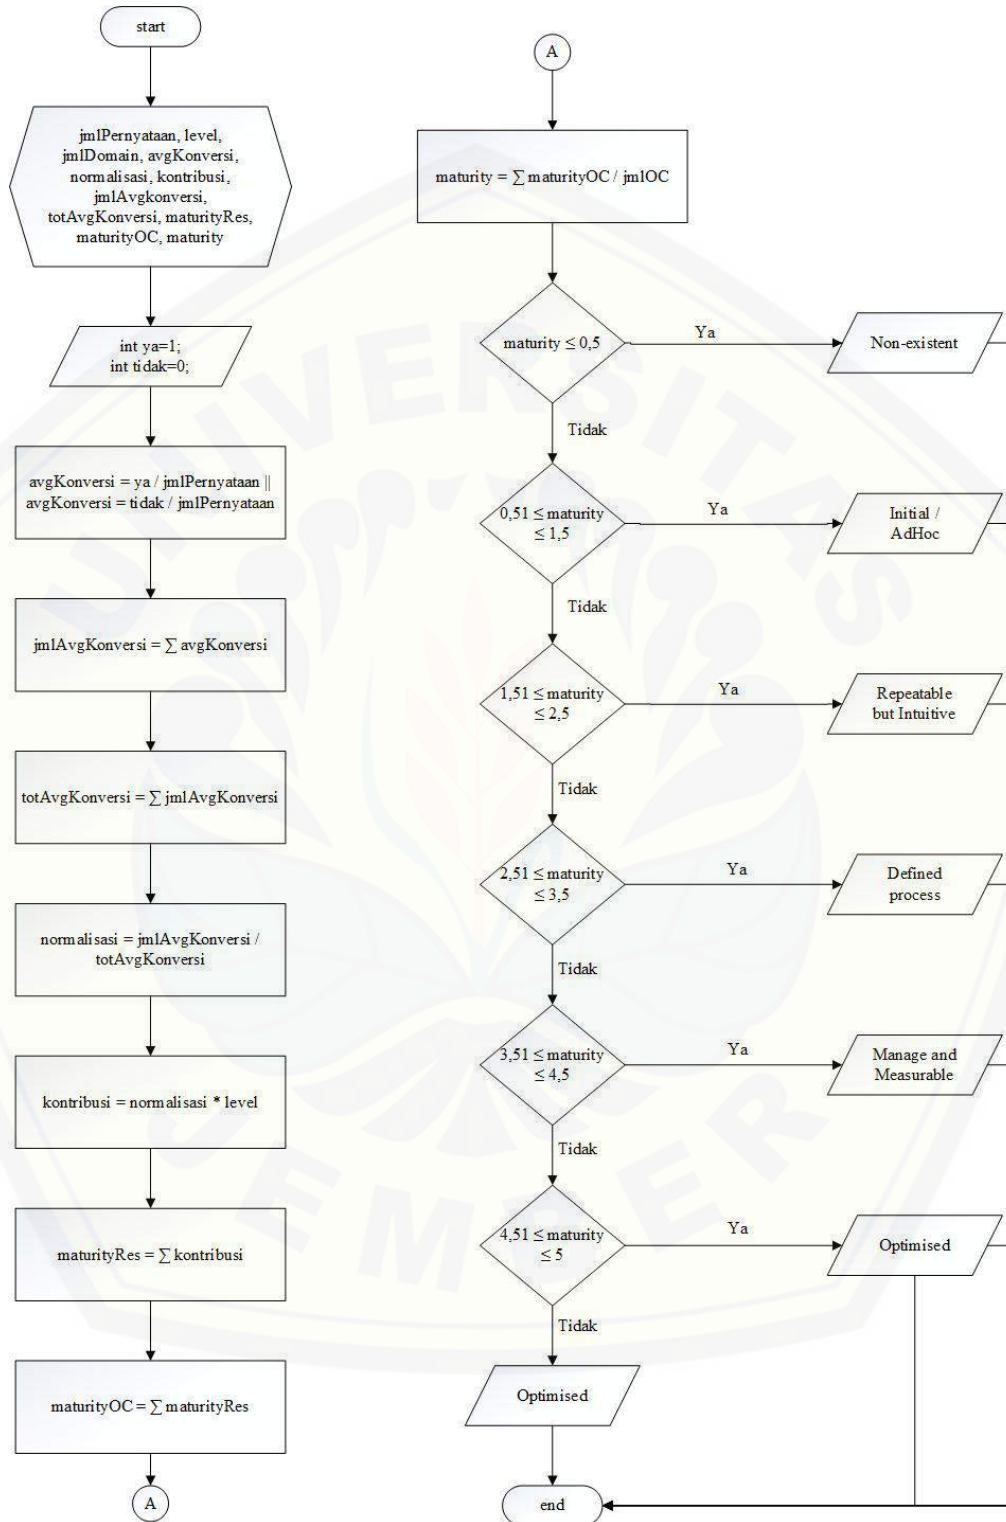 start
jmlPernyataan, level,
jmlDomain, avgKonversi,
normalisasi, kontribusi,
jmlAvgkonversi,
totAvgKonversi, maturityRes,
maturityOC, maturity
int ya=1;
int tidak=0;
avgKonversi = ya / jmlPernyataan ||
avgKonversi = tidak / jmlPernyataan
jmlAvgKonversi = ∑ avgKonversi
totAvgKonversi = ∑ jmlAvgKonversi
normalisasi = jmlAvgKonversi /
totAvgKonversi
kontribusi = normalisasi * level
maturityRes = ∑ kontribusi
maturityOC = ∑ maturityRes
A
A
maturity = ∑ maturityOC / jmlOC
maturity ≤ 0,5
Ya
Non-existent
Tidak
0,51 ≤ maturity
≤ 1,5
Ya
Initial /
AdHoc
Tidak
1,51 ≤ maturity
≤ 2,5
Ya
Repeatable
but Intuitive
Tidak
2,51 ≤ maturity
≤ 3,5
Ya
Defined
process
Tidak
3,51 ≤ maturity
≤ 4,5
Ya
Manage and
Measurable
Tidak
4,51 ≤ maturity
≤ 5
Ya
Optimised
Tidak
Optimised
end
UNIVERSITAS
JEMBER